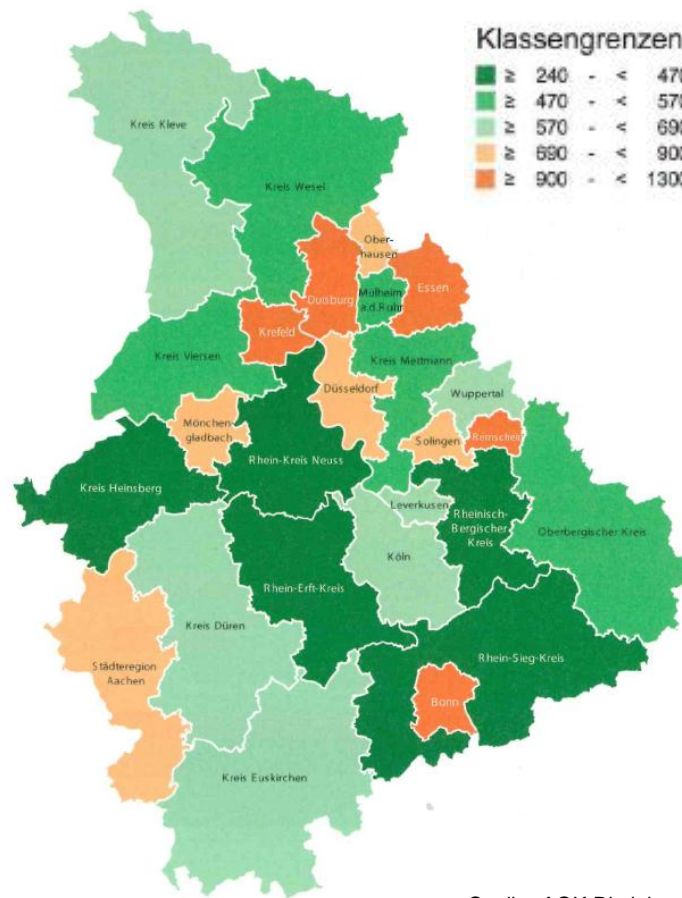 Klassengrenzen
≥ 240 - < 470
≥ 470 - < 570
≥ 570 - < 690
≥ 690 - < 900
≥ 900 - < 1300
Kreis Kleve
Kreis Wesel
Ober-
hausen
Essen
Duisburg
Mülheim
a.d.Ruhr
Krefeld
Kreis Viersen
Kreis Mettmann
Düsseldorf
Wuppertal
Mönchen-
gladbach
Solingen
Remscheid
Rhein-Kreis Neuss
Kreis Heinsberg
Leverkusen
Rheinisch-
Bergischer
Kreis
Oberbergischer Kreis
Köln
Rhein-Erft-Kreis
Kreis Düren
Rhein-Sieg-Kreis
Städteregion
Aachen
Bonn
Kreis Euskirchen